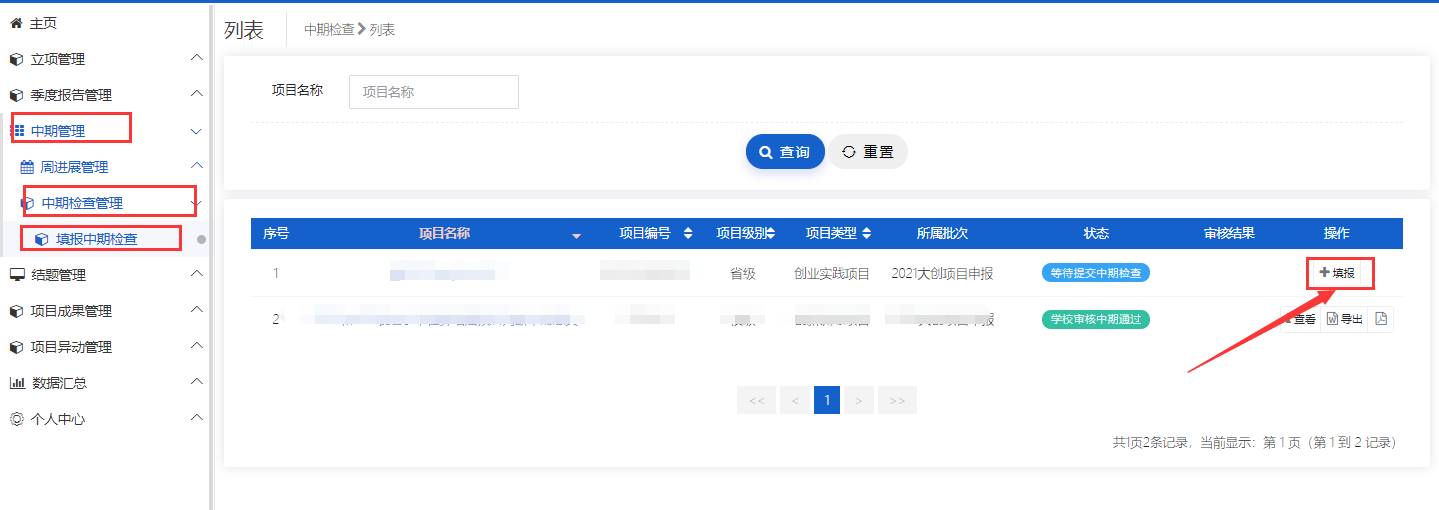 主页
立项管理
季度报告管理
中期管理
周进展管理
中期检查管理
填报中期检查
结题管理
项目成果管理
项目异动管理
数据汇总
个人中心
列表 中期检查 列表
项目名称 项目名称
查询 重置
序号 项目名称 项目编号 项目级别 项目类型 所属批次 状态 审核结果 操作
1 省级 创业实践项目 2021大创项目申报 等待提交中期检查 填报
2 学校审核中期通过 查看 导出
<< < 1 > >>
共1页2条记录，当前显示：第 1 页（第 1 到 2 记录）